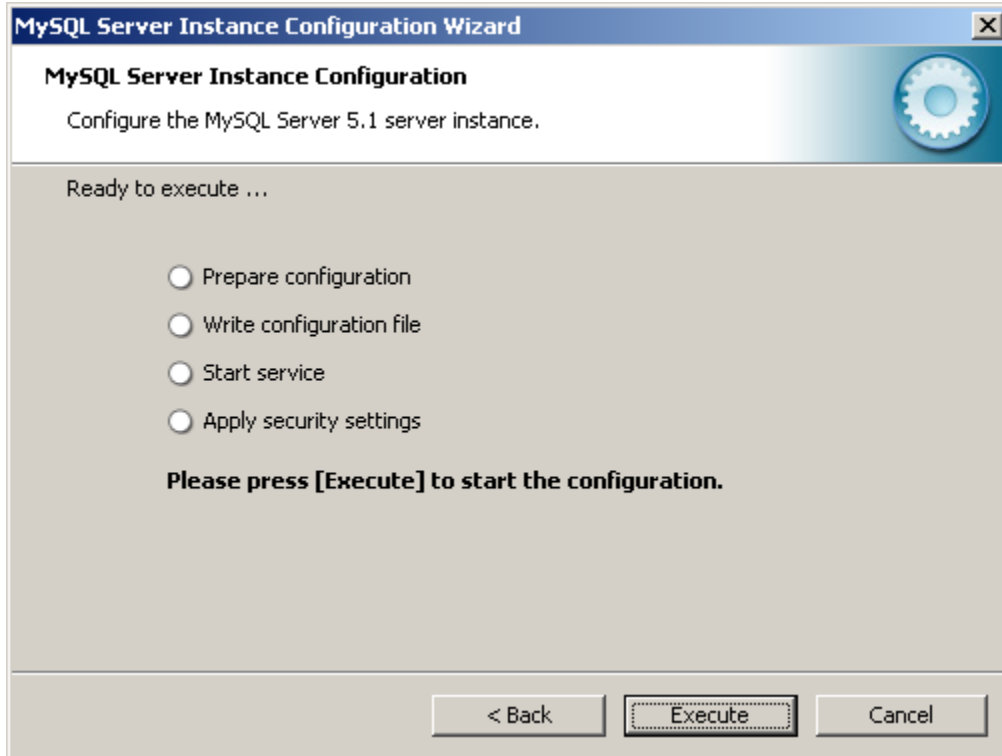 MySQL Server Instance Configuration Wizard
MySQL Server Instance Configuration
Configure the MySQL Server 5.1 server instance.
Ready to execute ...
Prepare configuration
Write configuration file
Start service
Apply security settings
Please press [Execute] to start the configuration.
< Back Execute Cancel